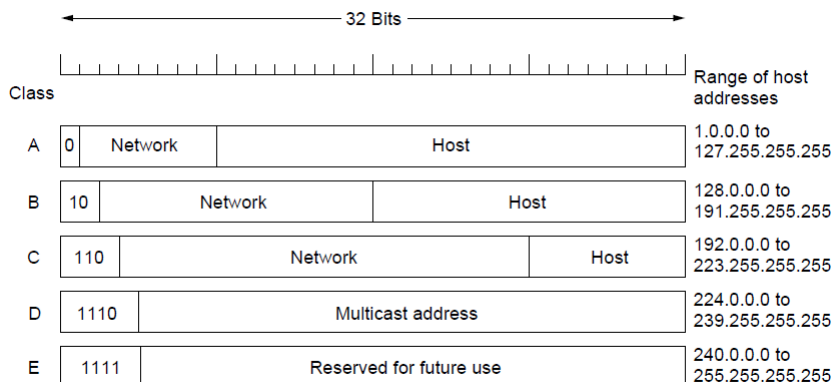 32 Bits
Class
Range of host
addresses
A
0
Network
Host
1.0.0.0 to
127.255.255.255
B
10
Network
Host
128.0.0.0 to
191.255.255.255
C
110
Network
Host
192.0.0.0 to
223.255.255.255
D
1110
Multicast address
224.0.0.0 to
239.255.255.255
E
1111
Reserved for future use
240.0.0.0 to
255.255.255.255